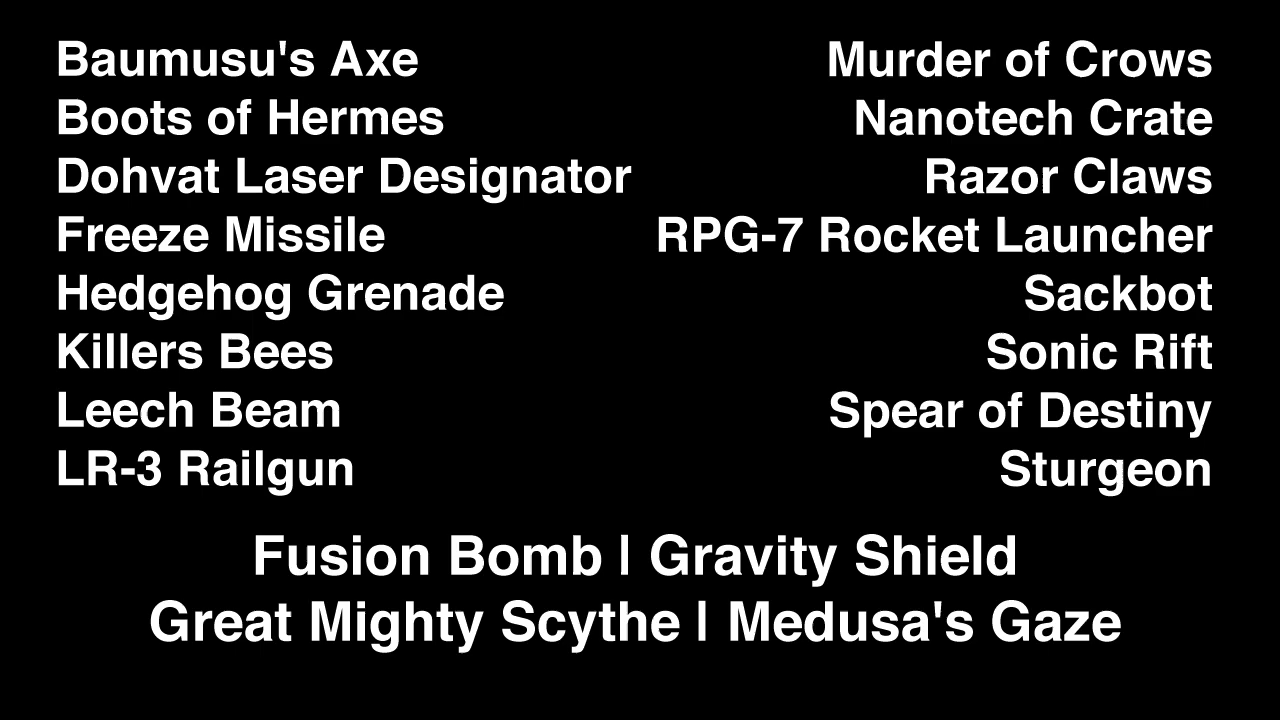 Baumusu's Axe
Boots of Hermes
Dohvat Laser Designator
Freeze Missile
Hedgehog Grenade
Killers Bees
Leech Beam
LR-3 Railgun
Murder of Crows
Nanotech Crate
Razor Claws
RPG-7 Rocket Launcher
Sackbot
Sonic Rift
Spear of Destiny
Sturgeon
Fusion Bomb | Gravity Shield
Great Mighty Scythe | Medusa's Gaze